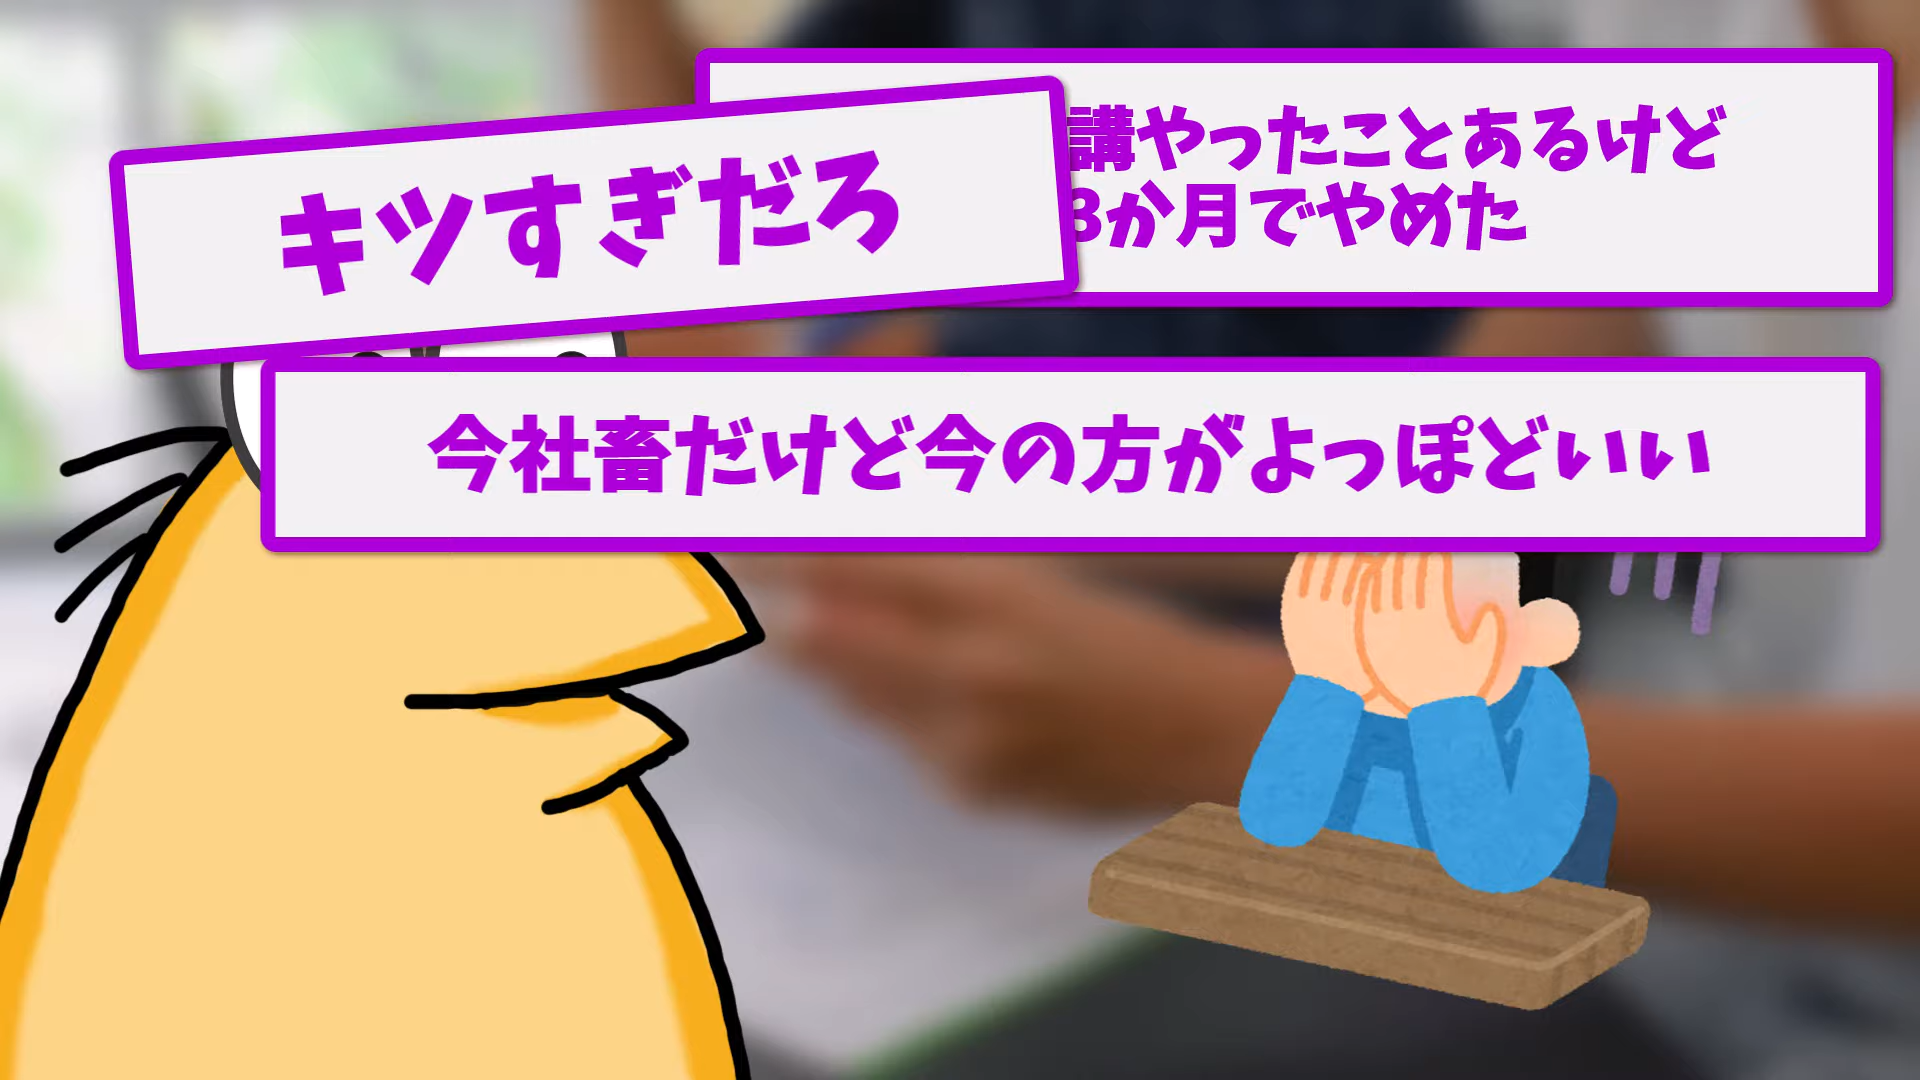 キツすぎだろ
講やったことあるけど
3か月でやめた
今社畜だけど今の方がよっぽどいい